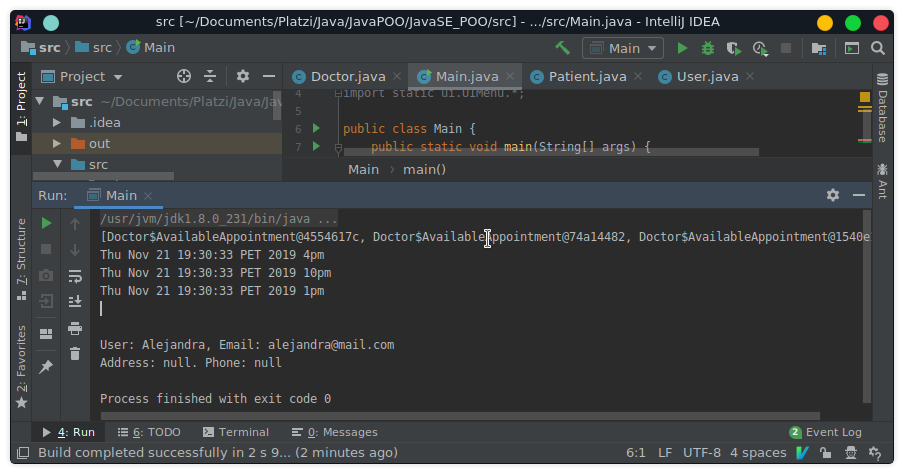 src [~/Documents/Platzi/Java/JavaPOO/JavaSE_POO/src] - .../src/Main.java - IntelliJ IDEA
src src Main
Main
1: Project
Project
Doctor.java Main.java Patient.java User.java
src ~/Documents/Platzi/Java/Jav
.idea
out
src
4 import static ui.UIMenu.*;
5
6 public class Main {
7 public static void main(String[] args) {
Main > main()
Database
Ant
Run: Main
7: Structure
2: Favorites
/usr/jvm/jdk1.8.0_231/bin/java ...
[Doctor$AvailableAppointment@4554617c, Doctor$AvailableAppointment@74a14482, Doctor$AvailableAppointment@1540e
Thu Nov 21 19:30:33 PET 2019 4pm
Thu Nov 21 19:30:33 PET 2019 10pm
Thu Nov 21 19:30:33 PET 2019 1pm
User: Alejandra, Email: alejandra@mail.com
Address: null. Phone: null
Process finished with exit code 0
4: Run 6: TODO Terminal 0: Messages 2 Event Log
Build completed successfully in 2 s 9... (2 minutes ago) 6:1 LF UTF-8 4 spaces